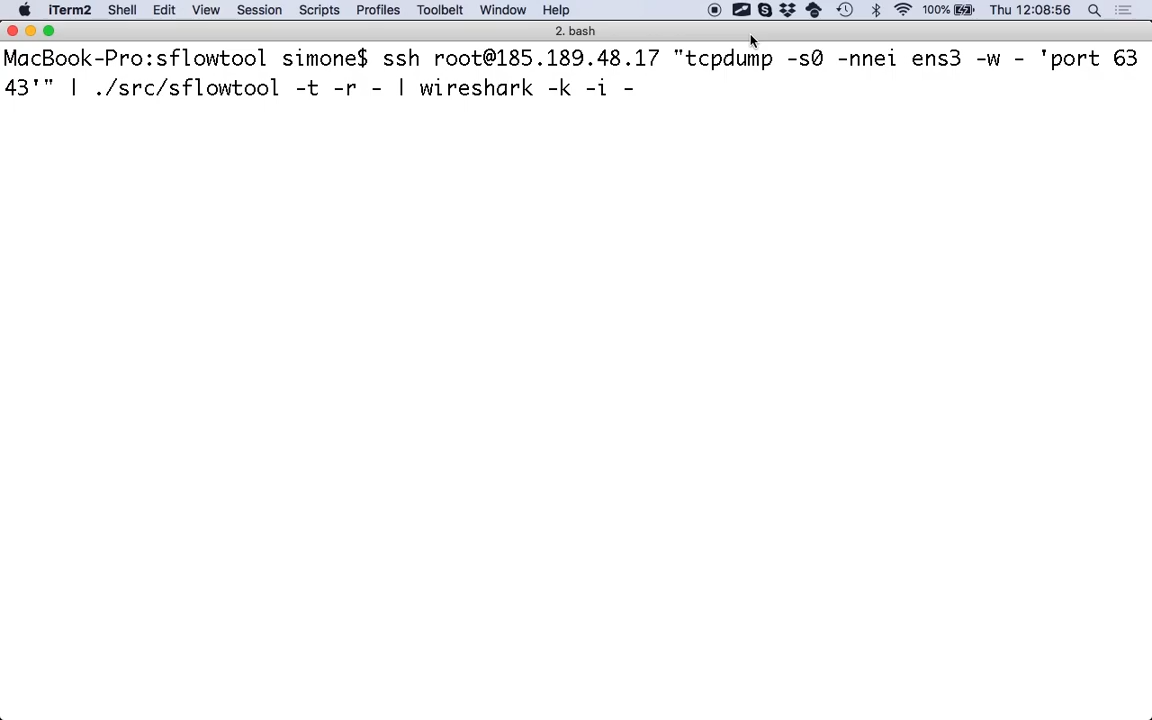 iTerm2 Shell Edit View Session Scripts Profiles Toolbelt Window Help 100% Thu 12:08:56
2. bash
MacBook-Pro:sflowtool simone$ ssh root@185.189.48.17 "tcpdump -s0 -nnei ens3 -w - 'port 63
43'" | ./src/sflowtool -t -r - | wireshark -k -i -